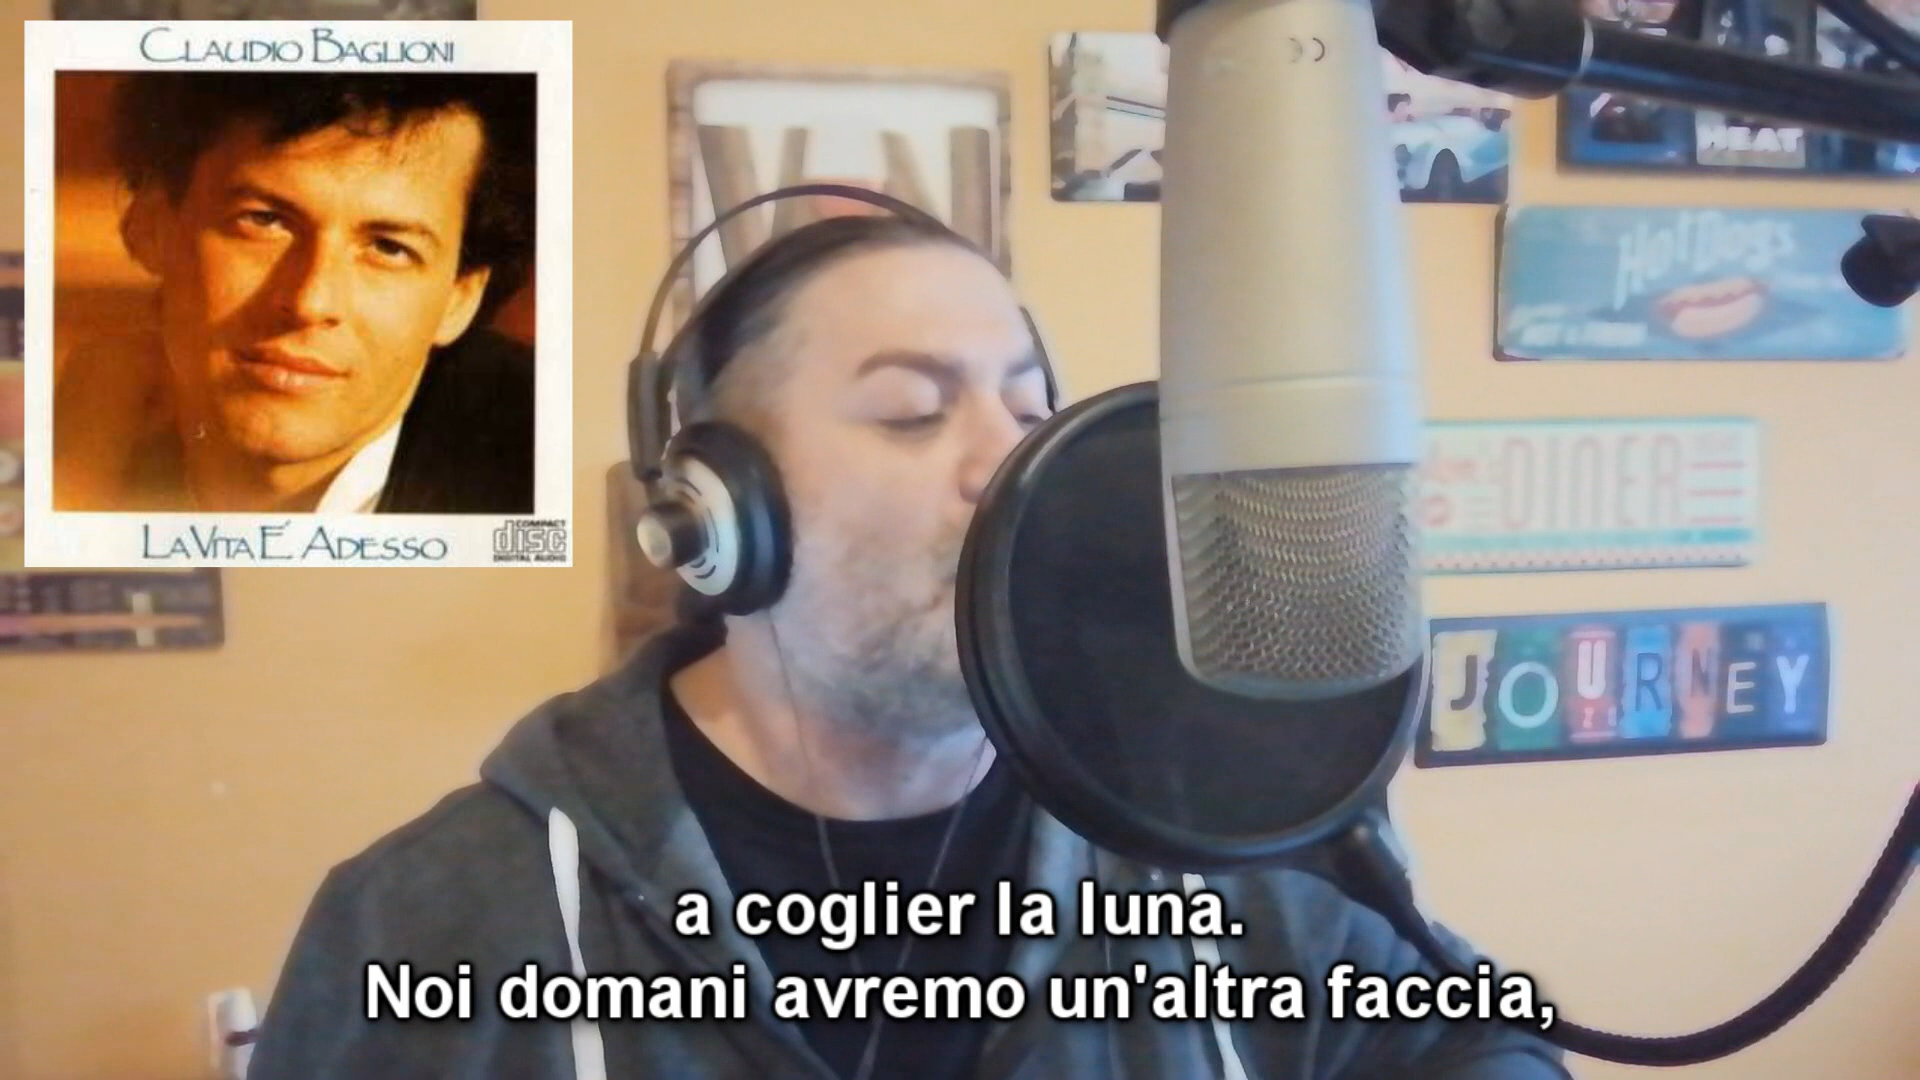 CLAUDIO BAGLIONI
LA VITA E' ADESSO
COMPACT
disc
DIGITAL AUDIO
HEAT
Hot Dogs
DINER
JOURNEY
a coglier la luna.
Noi domani avremo un'altra faccia,